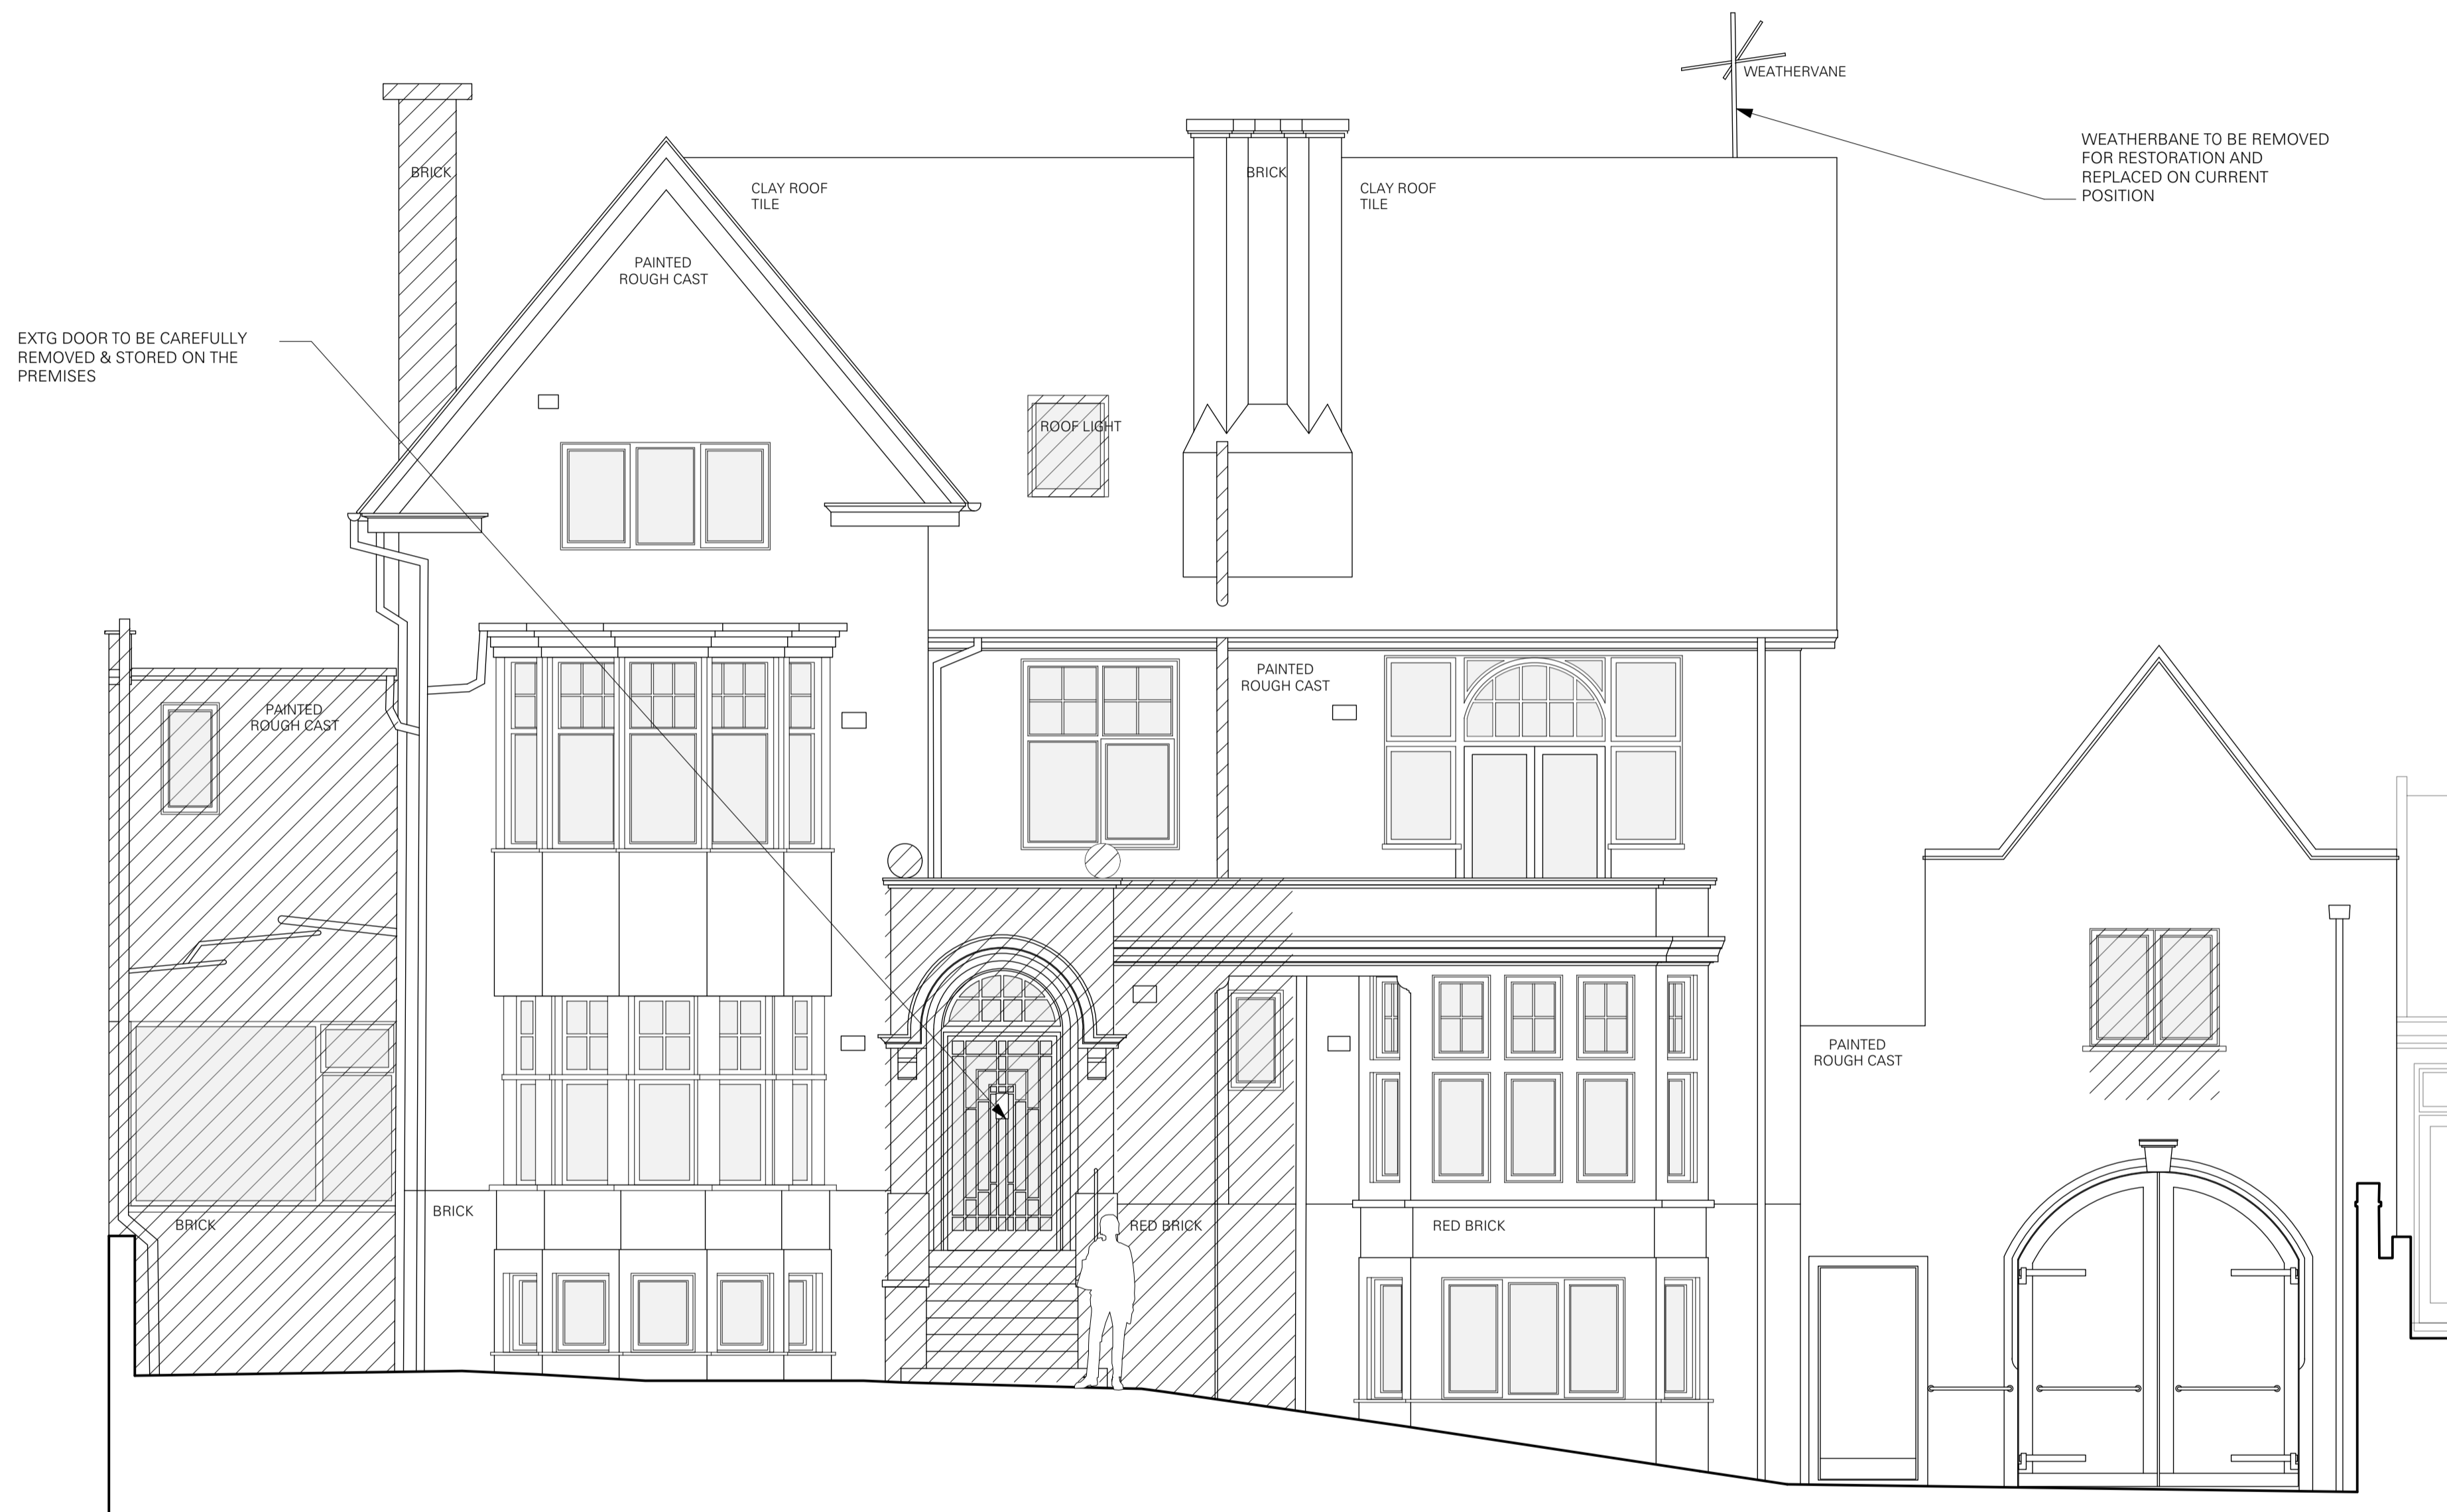 WEATHERVANE
WEATHERBANE TO BE REMOVED
FOR RESTORATION AND
REPLACED ON CURRENT
POSITION
BRICK
CLAY ROOF
TILE
BRICK
CLAY ROOF
TILE
PAINTED
ROUGH CAST
EXTG DOOR TO BE CAREFULLY
REMOVED & STORED ON THE
PREMISES
ROOF LIGHT
PAINTED
ROUGH CAST
PAINTED
ROUGH CAST
PAINTED
ROUGH CAST
BRICK
BRICK
RED BRICK
RED BRICK